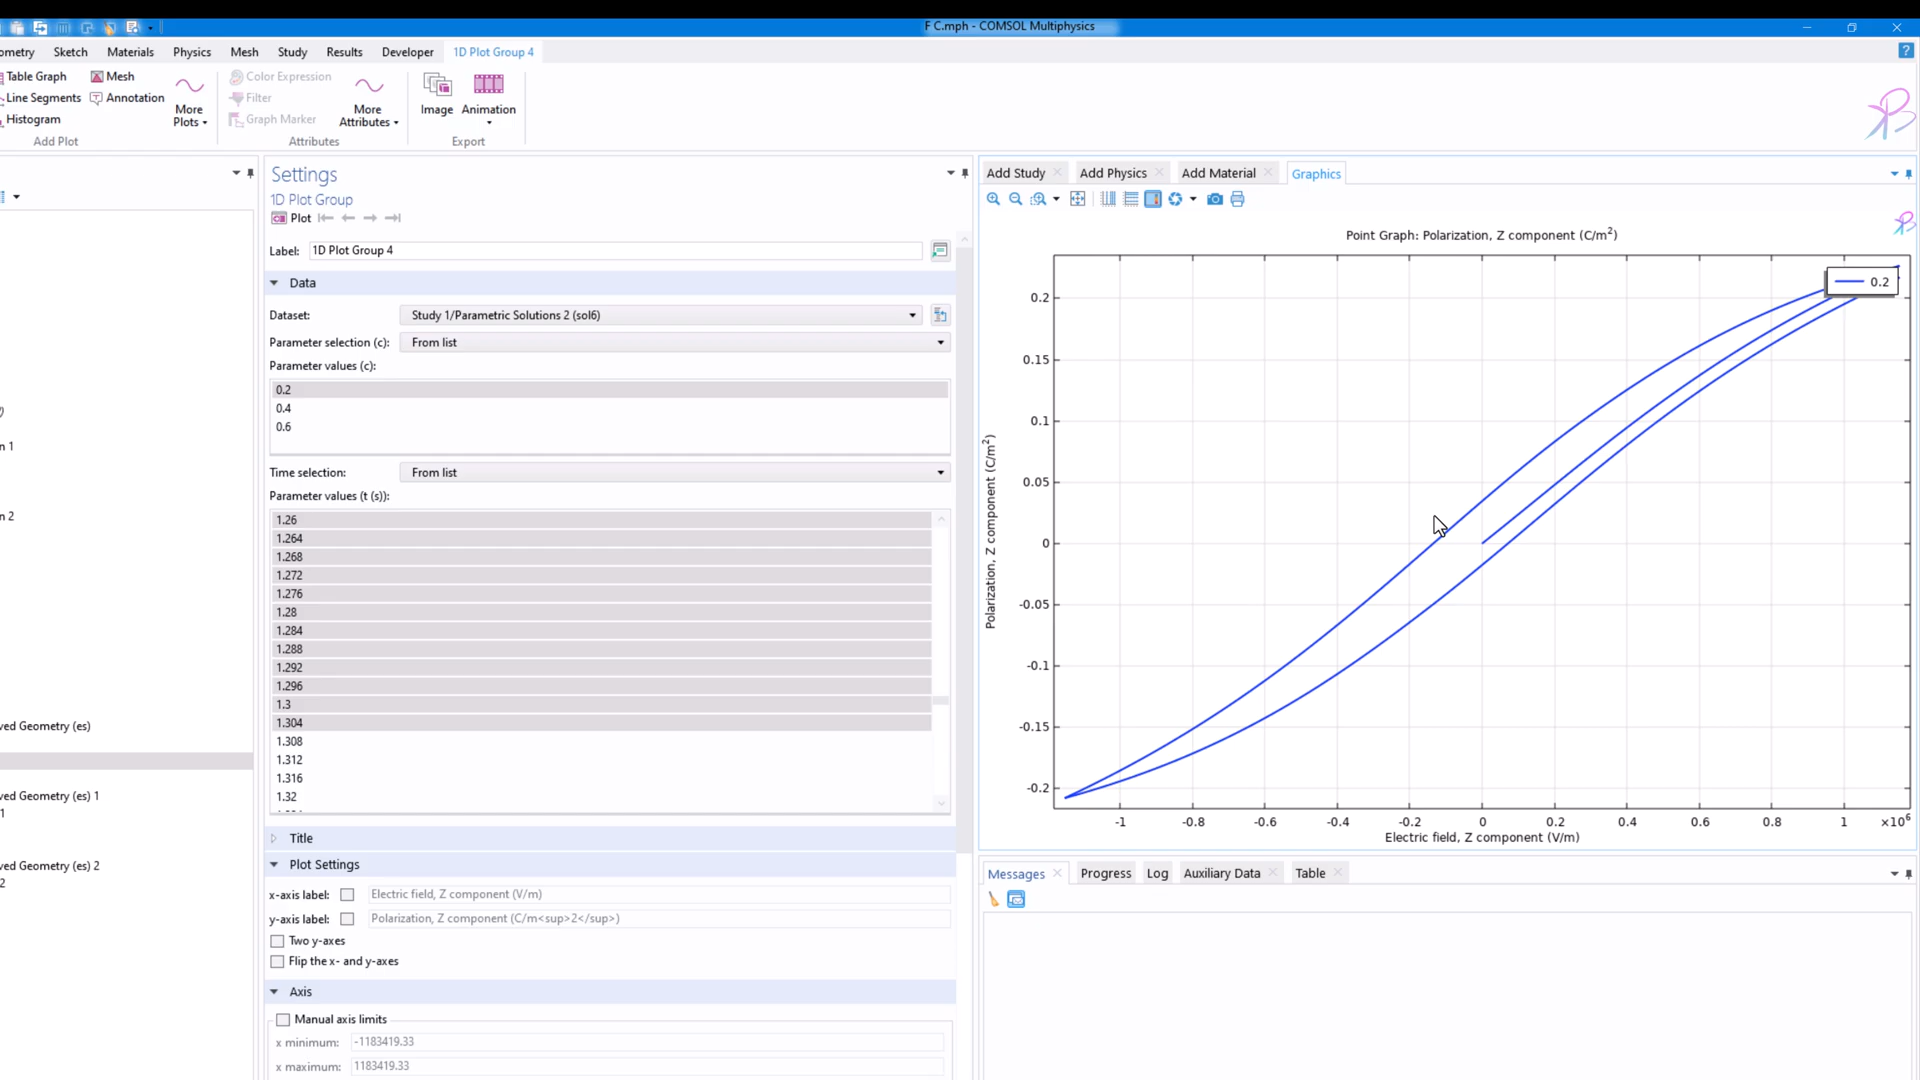 F C.mph - COMSOL Multiphysics
ometry Sketch Materials Physics Mesh Study Results Developer 1D Plot Group 4
Table Graph Mesh
Line Segments Annotation
Histogram
More Plots
Add Plot
Color Expression
Filter
Graph Marker
More Attributes
Attributes
Image Animation
Export
)
n 1
n 2
ved Geometry (es)
ved Geometry (es) 1
1
ved Geometry (es) 2
2
Settings
1D Plot Group
Plot
Label: 1D Plot Group 4
Data
Dataset: Study 1/Parametric Solutions 2 (sol6)
Parameter selection (c): From list
Parameter values (c):
0.2
0.4
0.6
Time selection: From list
Parameter values (t (s)):
1.26
1.264
1.268
1.272
1.276
1.28
1.284
1.288
1.292
1.296
1.3
1.304
1.308
1.312
1.316
1.32
Title
Plot Settings
x-axis label: Electric field, Z component (V/m)
y-axis label: Polarization, Z component (C/m<sup>2</sup>)
Two y-axes
Flip the x- and y-axes
Axis
Manual axis limits
x minimum: -1183419.33
x maximum: 1183419.33
Add Study Add Physics Add Material Graphics
Point Graph: Polarization, Z component (C/m²)
0.2
0.2
0.15
0.1
0.05
0
-0.05
-0.1
-0.15
-0.2
Polarization, Z component (C/m²)
-1 -0.8 -0.6 -0.4 -0.2 0 0.2 0.4 0.6 0.8 1 ×10⁶
Electric field, Z component (V/m)
Messages Progress Log Auxiliary Data Table